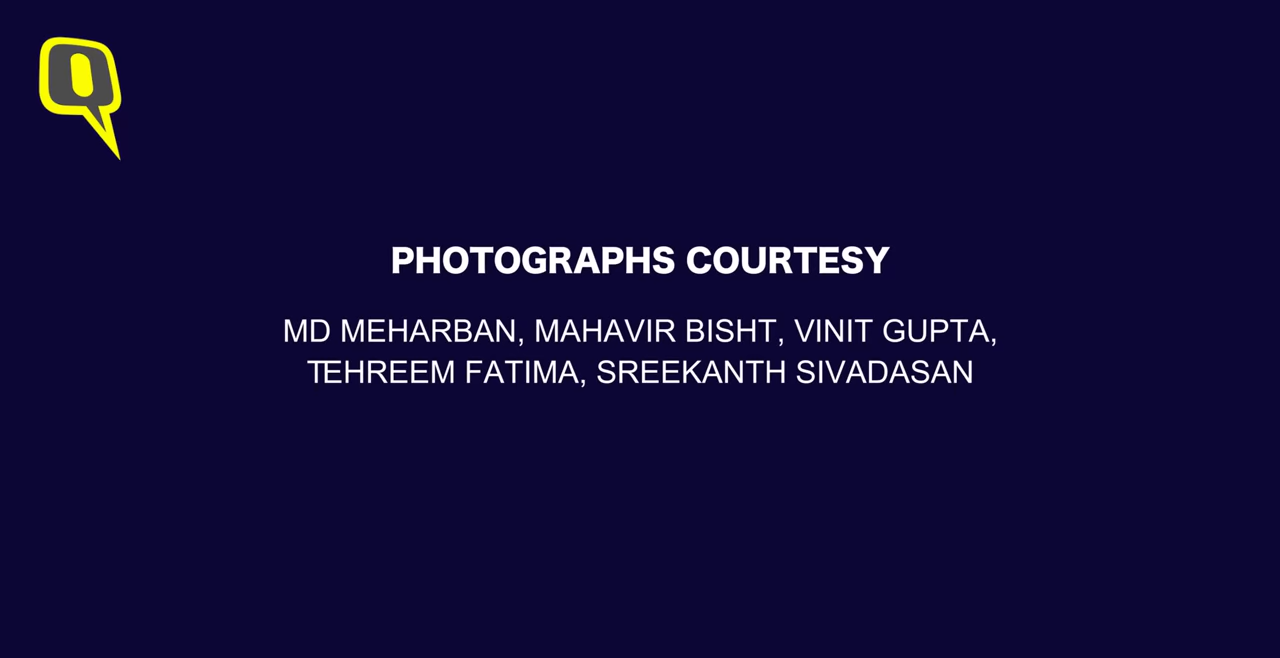 PHOTOGRAPHS COURTESY
MD MEHARBAN, MAHAVIR BISHT, VINIT GUPTA,
TEHREEM FATIMA, SREEKANTH SIVADASAN